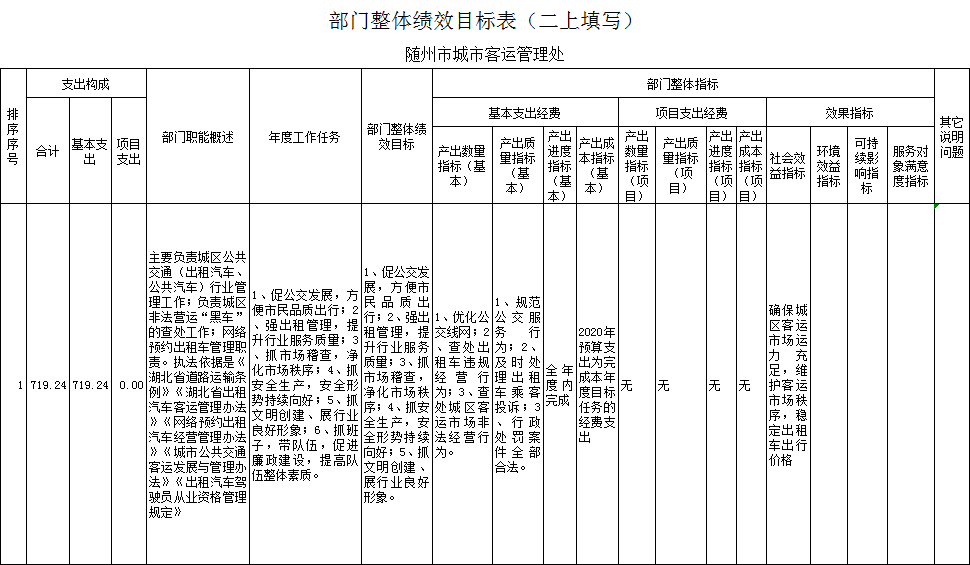 部门整体绩效目标表（二上填写）
随州市城市客运管理处
排序序号
支出构成
合计
基本支出
项目支出
部门职能概述
年度工作任务
部门整体绩效目标
部门整体指标
基本支出经费
产出数量指标（基本）
产出质量指标（基本）
产出进度指标（基本）
产出成本指标（基本）
项目支出经费
产出数量指标（项目）
产出质量指标（项目）
产出进度指标（项目）
产出成本指标（项目）
效果指标
社会效益指标
环境效益指标
可持续影响指标
服务对象满意度指标
其它说明问题
1
719.24
719.24
0.00
主要负责城区公共
交通（出租汽车、
公共汽车）行业管
理工作；负责城区
非法营运“黑车”
的查处工作；网络
预约出租车管理职
责。执法依据是《
湖北省道路运输条
例》《湖北省出租
汽车客运管理办法
》《网络预约出租
汽车经营管理办法
》《城市公共汽交通
客运发展与管理办
法》《出租汽车驾
驶员从业资格管理
规定》
1、促公交发展，方
便市民品质出行；2
、强出租管理，提
升行业服务质量；3
、抓市场稽查，净
化市场秩序；4、抓
安全生产，安全形
势持续向好；5、抓
文明创建、展行业
良好形象；6、抓班
子，带队伍，促进
廉政建设，提高队
伍整体素质。
1、促公交发
展，方便市
民品质出
行；2、强出
租管理，提
升行业服务
质量；3、抓
市场稽查，
净化市场秩
序；4、抓安
全生产，安
全形势持续
向好；5、抓
文明创建、
展行业良好
形象。
1、优化公
交线网；2
、查处出
租车违规
经营行
为；3、查
处城区客
运市场非
法经营行
为。
1、规范
公交服
务行
为；2、
及时处
理出租
车乘客
投诉；3
、行政
处罚案
件全部
合法。
全年
度内
完成
2020年
预算支
出为完
成本年
度目标
任务的
经费支
出
无
无
无
无
确保城
区客运
市场运
力充
足，维
护客运
市场秩
序，稳
定出租
车出行
价格